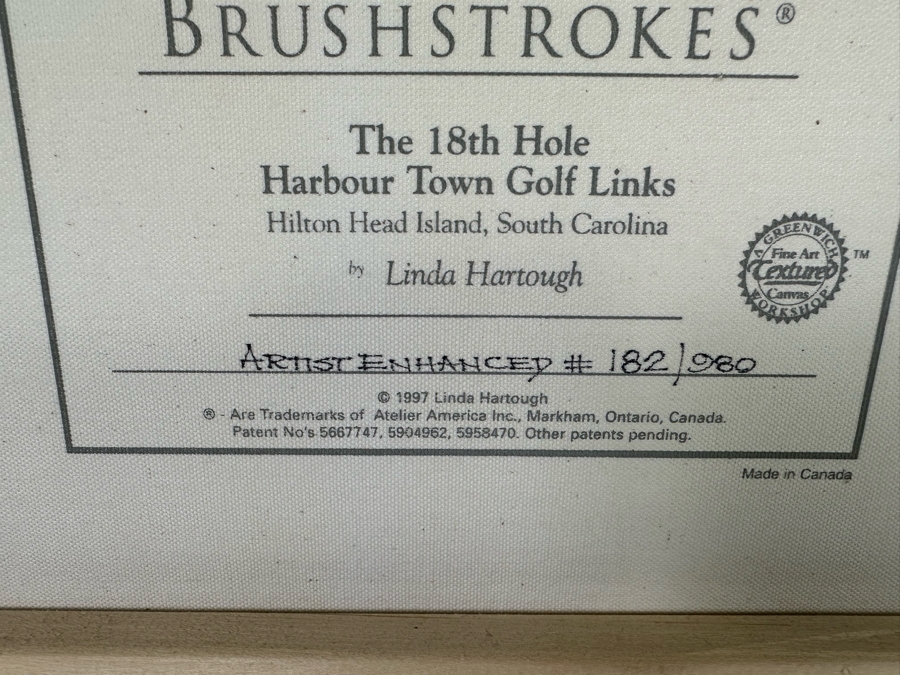 BRUSHSTROKES®
The 18th Hole
Harbour Town Golf Links
Hilton Head Island, South Carolina
by Linda Hartough
A GREENWICH
Fine Art
Textured
Canvas
WORKSHOP
TM
ARTIST ENHANCED # 182/980
© 1997 Linda Hartough
® - Are Trademarks of Atelier America Inc., Markham, Ontario, Canada.
Patent No's 5667747, 5904962, 5958470. Other patents pending.
Made in Canada